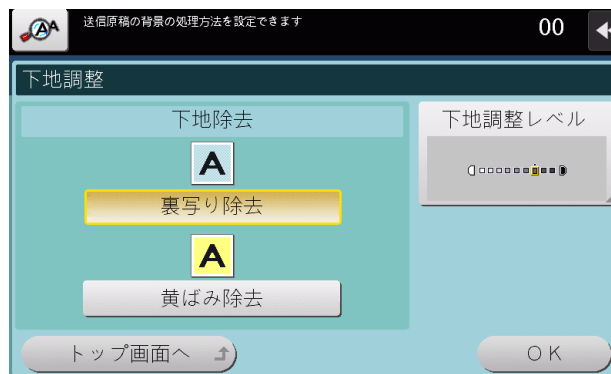 送信原稿の背景の処理方法を設定できます
00
下地調整
下地除去
A
裏写り除去
A
黄ばみ除去
下地調整レベル
トップ画面へ
OK